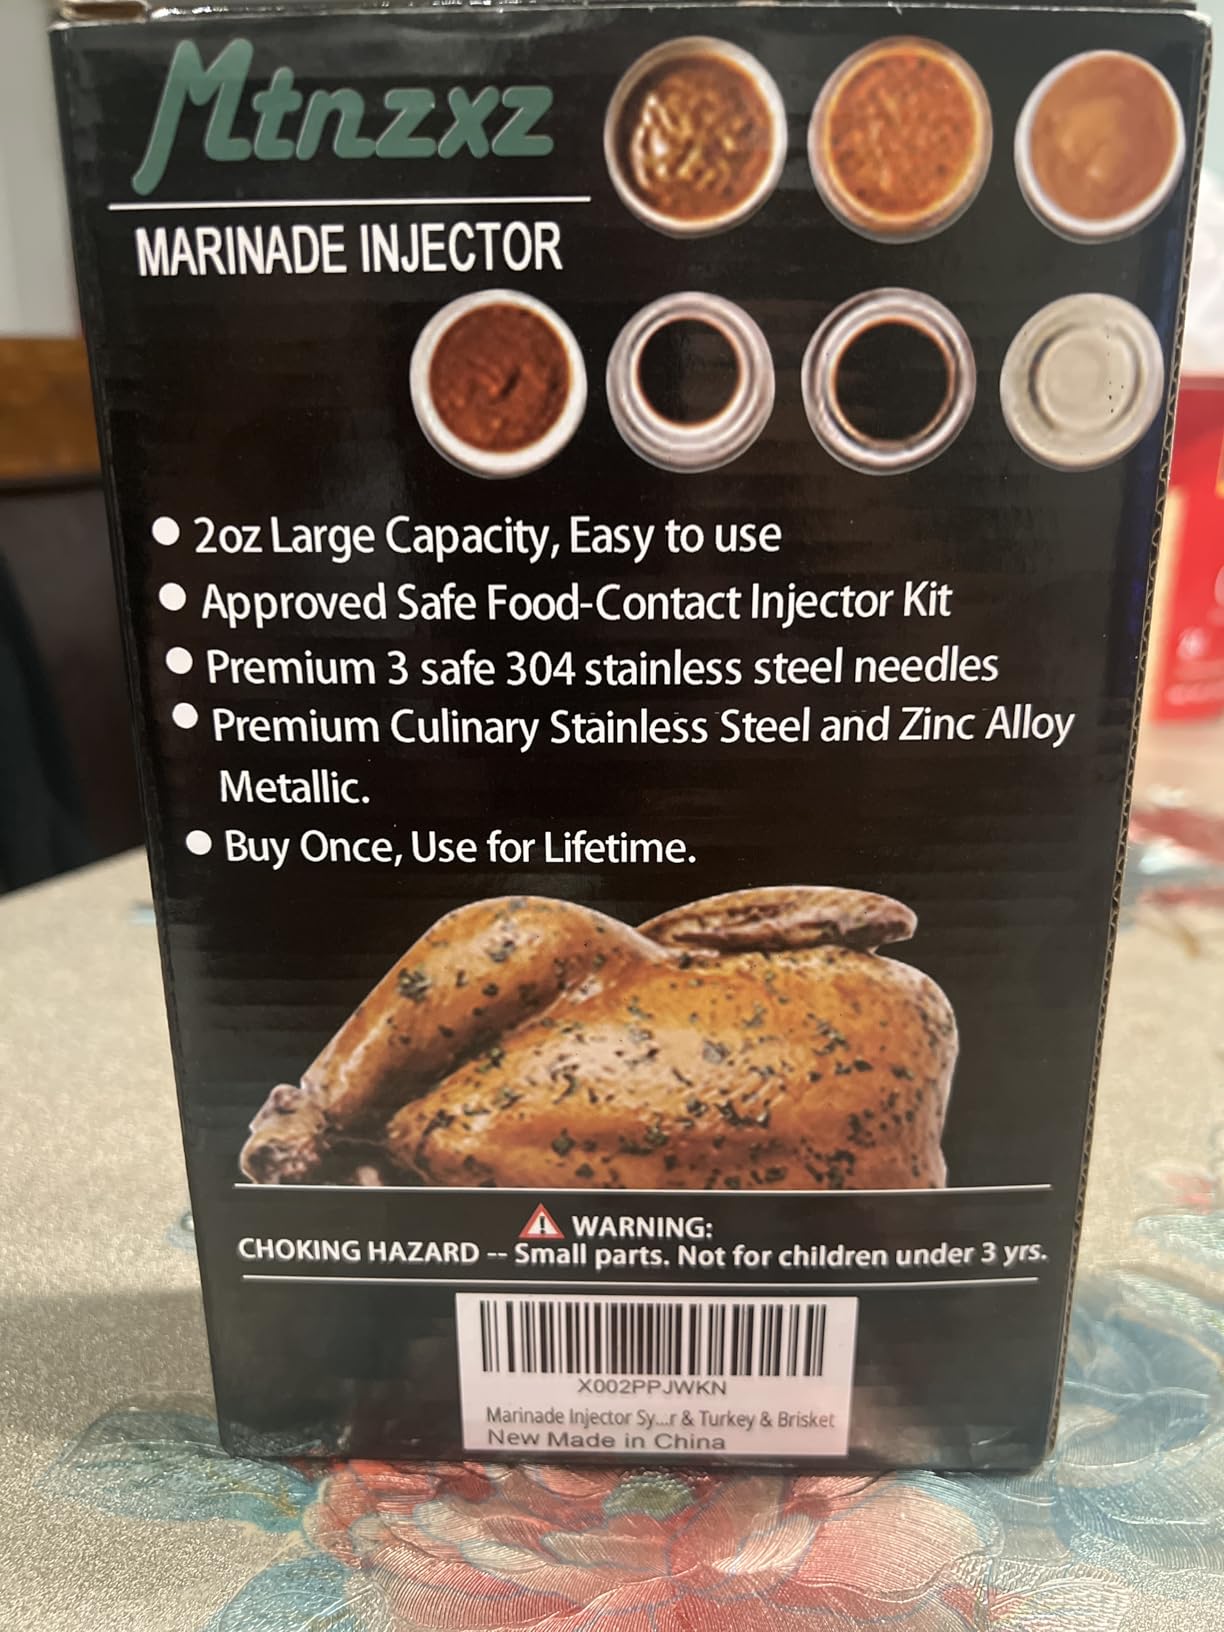 Mtnzxz
MARINADE INJECTOR
● 2oz Large Capacity, Easy to use
● Approved Safe Food-Contact Injector Kit
● Premium 3 safe 304 stainless steel needles
● Premium Culinary Stainless Steel and Zinc Alloy
Metallic.
● Buy Once, Use for Lifetime.
WARNING:
CHOKING HAZARD -- Small parts. Not for children under 3 yrs.
X002PPJWKN
Marinade Injector Sy...r & Turkey & Brisket
New Made in China